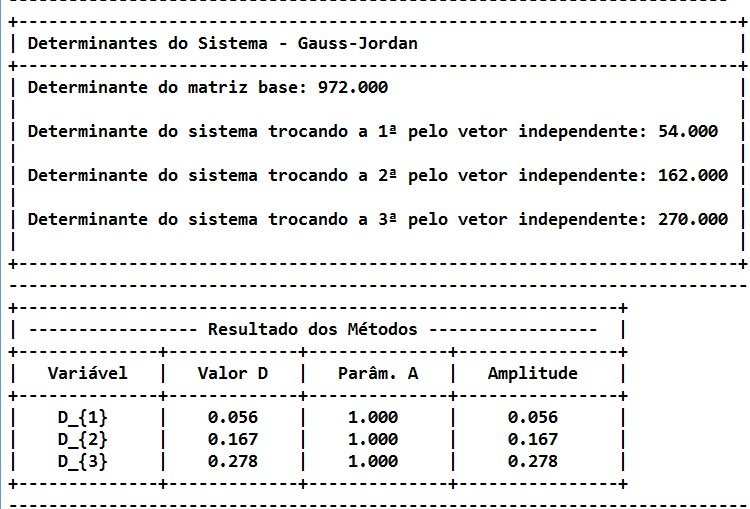 Determinantes do Sistema - Gauss-Jordan
Determinante do matriz base: 972.000
Determinante do sistema trocando a 1ª pelo vetor independente: 54.000
Determinante do sistema trocando a 2ª pelo vetor independente: 162.000
Determinante do sistema trocando a 3ª pelo vetor independente: 270.000
----------------- Resultado dos Métodos -----------------
| Variável | Valor D | Parâm. A | Amplitude |
| D_{1} | 0.056 | 1.000 | 0.056 |
| D_{2} | 0.167 | 1.000 | 0.167 |
| D_{3} | 0.278 | 1.000 | 0.278 |